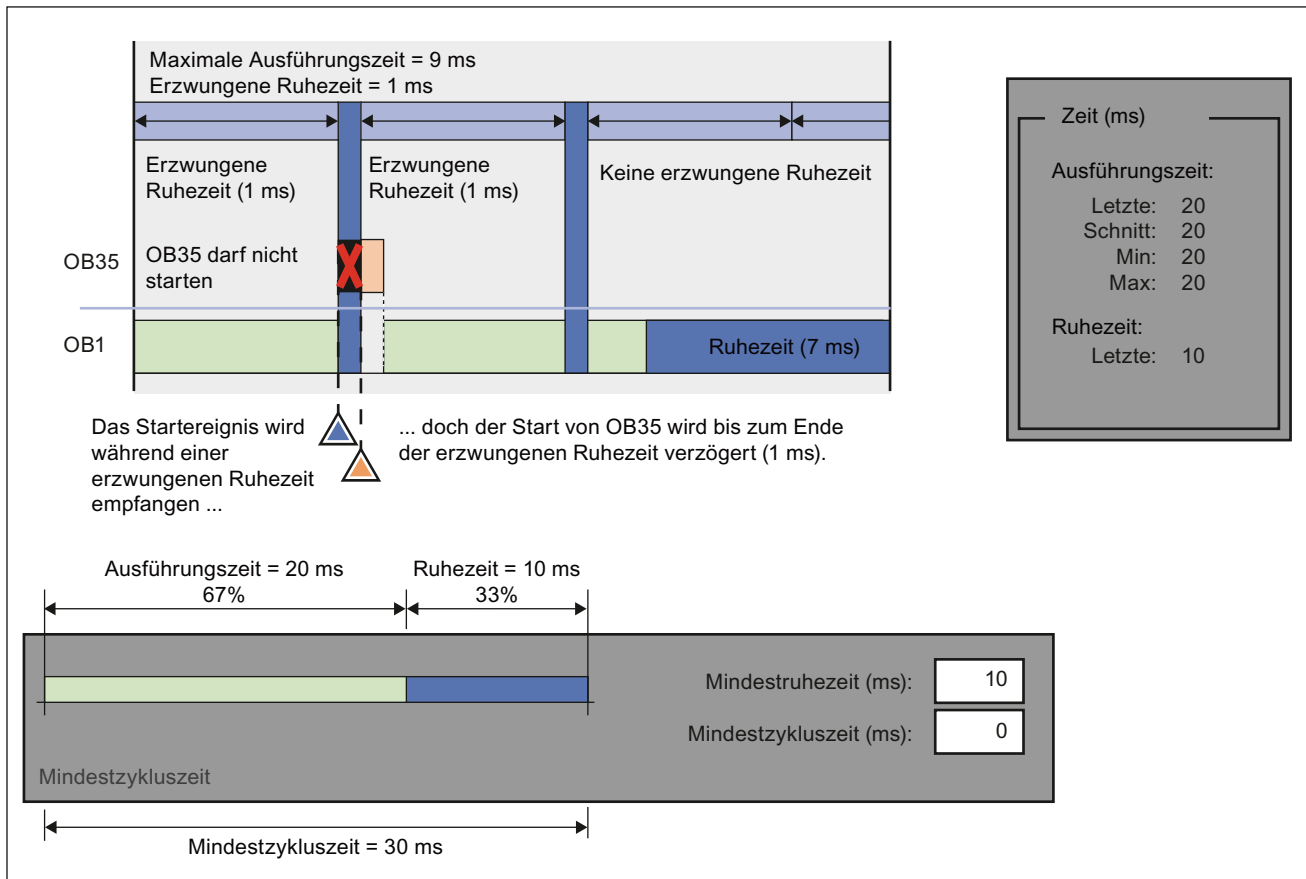 Maximale Ausführungszeit = 9 ms
Erzwungene Ruhezeit = 1 ms
Erzwungene
Ruhezeit (1 ms)
Erzwungene
Ruhezeit (1 ms)
Keine erzwungene Ruhezeit
OB35
OB35 darf nicht
starten
OB1
Ruhezeit (7 ms)
Das Startereignis wird
während einer
erzwungenen Ruhezeit
empfangen ...
... doch der Start von OB35 wird bis zum Ende
der erzwungenen Ruhezeit verzögert (1 ms).
Zeit (ms)
Ausführungszeit:
Letzte: 20
Schnitt: 20
Min: 20
Max: 20
Ruhezeit:
Letzte: 10
Ausführungszeit = 20 ms
67%
Ruhezeit = 10 ms
33%
Mindestruhezeit (ms): 10
Mindestzykluszeit (ms): 0
Mindestzykluszeit
Mindestzykluszeit = 30 ms